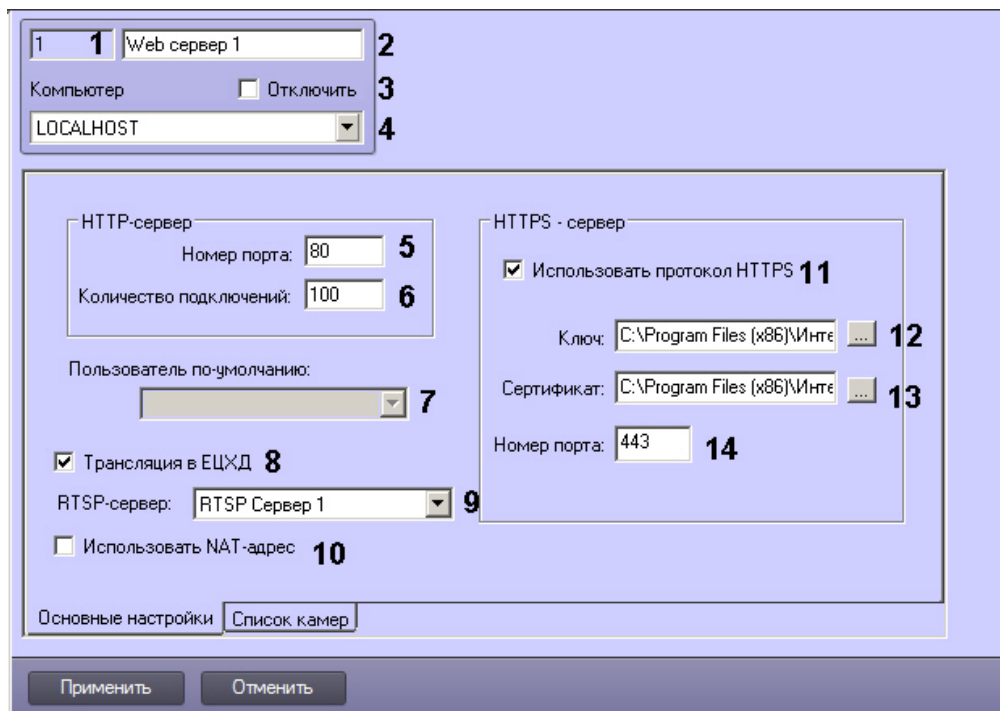 1 1 Web сервер 1 2
Компьютер Отключить 3
LOCALHOST 4
HTTP-сервер
Номер порта: 80 5
Количество подключений: 100 6
Пользователь по-умолчанию:
7
Трансляция в ЕЦХД 8
RTSP-сервер: RTSP Сервер 1 9
Использовать NAT-адрес 10
HTTPS - сервер
Использовать протокол HTTPS 11
Ключ: C:\Program Files (x86)\Инте ... 12
Сертификат: C:\Program Files (x86)\Инте ... 13
Номер порта: 443 14
Основные настройки Список камер
Применить Отменить